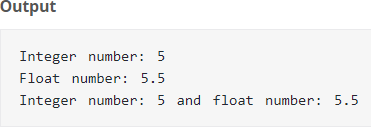 Output
Integer number: 5
Float number: 5.5
Integer number: 5 and float number: 5.5